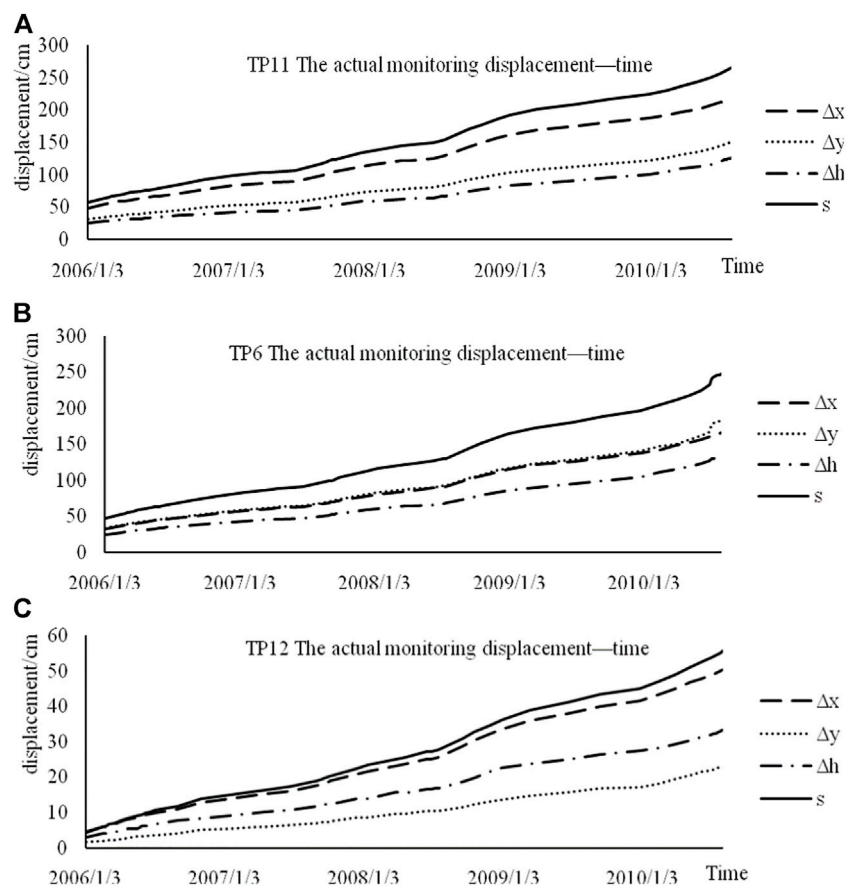 A
TP11 The actual monitoring displacement—time
displacement/cm
300
250
200
150
100
50
0
2006/1/3 2007/1/3 2008/1/3 2009/1/3 2010/1/3 Time
Δx
Δy
Δh
s
B
TP6 The actual monitoring displacement—time
displacement/cm
300
250
200
150
100
50
0
2006/1/3 2007/1/3 2008/1/3 2009/1/3 2010/1/3
Δx
Δy
Δh
s
C
TP12 The actual monitoring displacement—time
displacement/cm
60
50
40
30
20
10
0
2006/1/3 2007/1/3 2008/1/3 2009/1/3 2010/1/3 Time
Δx
Δy
Δh
s